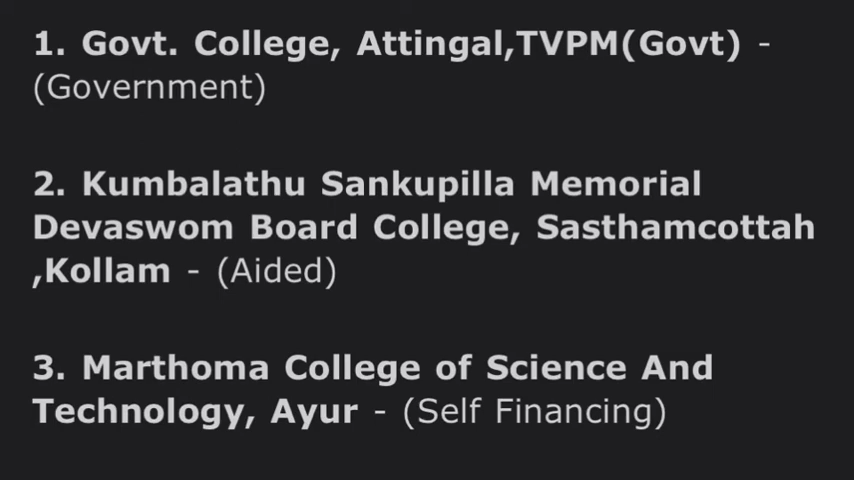 1. Govt. College, Attingal,TVPM(Govt) -
(Government)
2. Kumbalathu Sankupilla Memorial
Devaswom Board College, Sasthamcottah
,Kollam - (Aided)
3. Marthoma College of Science And
Technology, Ayur - (Self Financing)